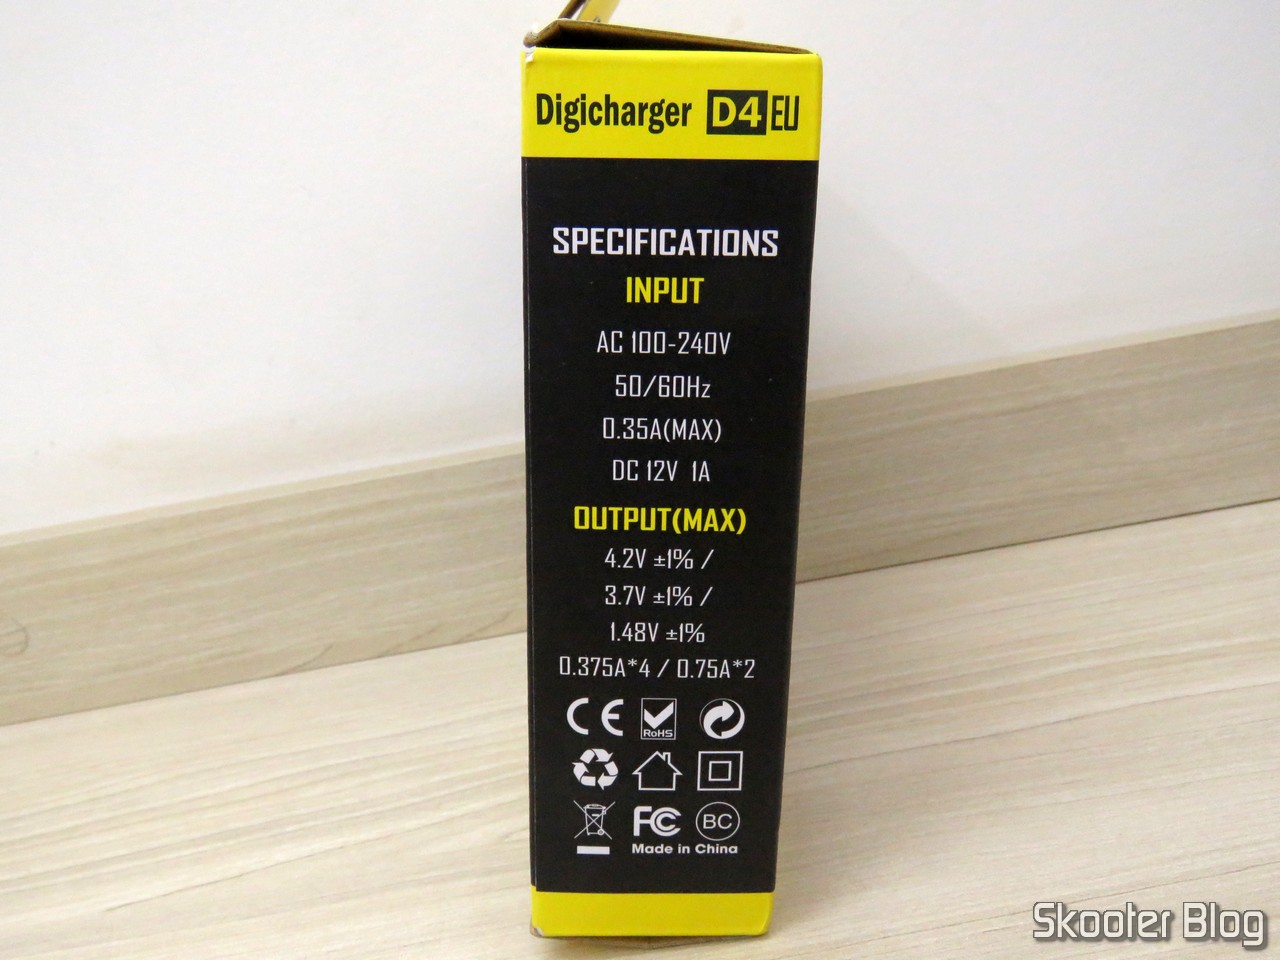 Digicharger D4 EU
SPECIFICATIONS
INPUT
AC 100-240V
50/60Hz
0.35A(MAX)
DC 12V 1A
OUTPUT(MAX)
4.2V ±1% /
3.7V ±1% /
1.48V ±1%
0.375A*4 / 0.75A*2
CE RoHS
FC BC
Made in China
Skooter Blog